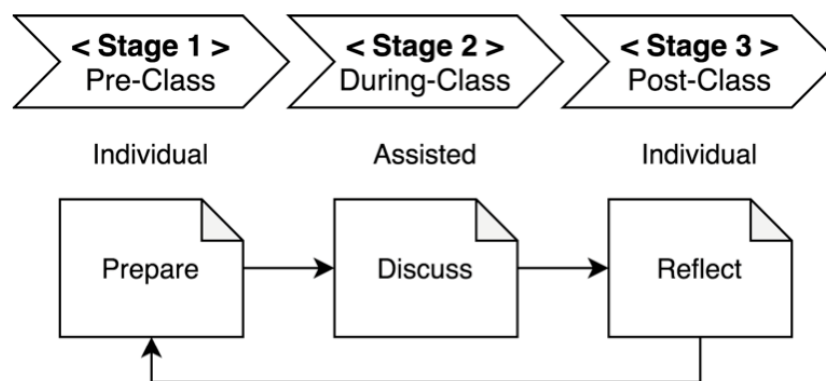 < Stage 1 >
Pre-Class
< Stage 2 >
During-Class
< Stage 3 >
Post-Class
Individual
Assisted
Individual
Prepare
Discuss
Reflect